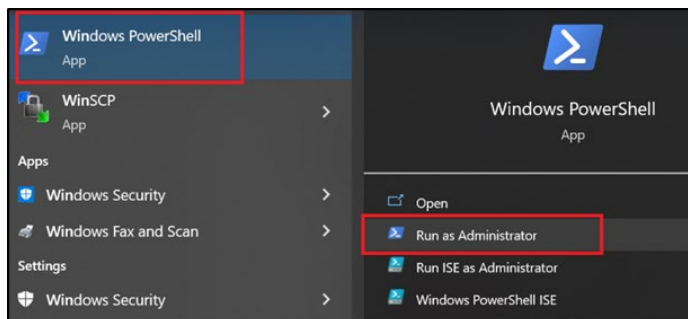 Windows PowerShell
App
WinSCP
App
Apps
Windows Security
Windows Fax and Scan
Settings
Windows Security
Windows PowerShell
App
Open
Run as Administrator
Run ISE as Administrator
Windows PowerShell ISE